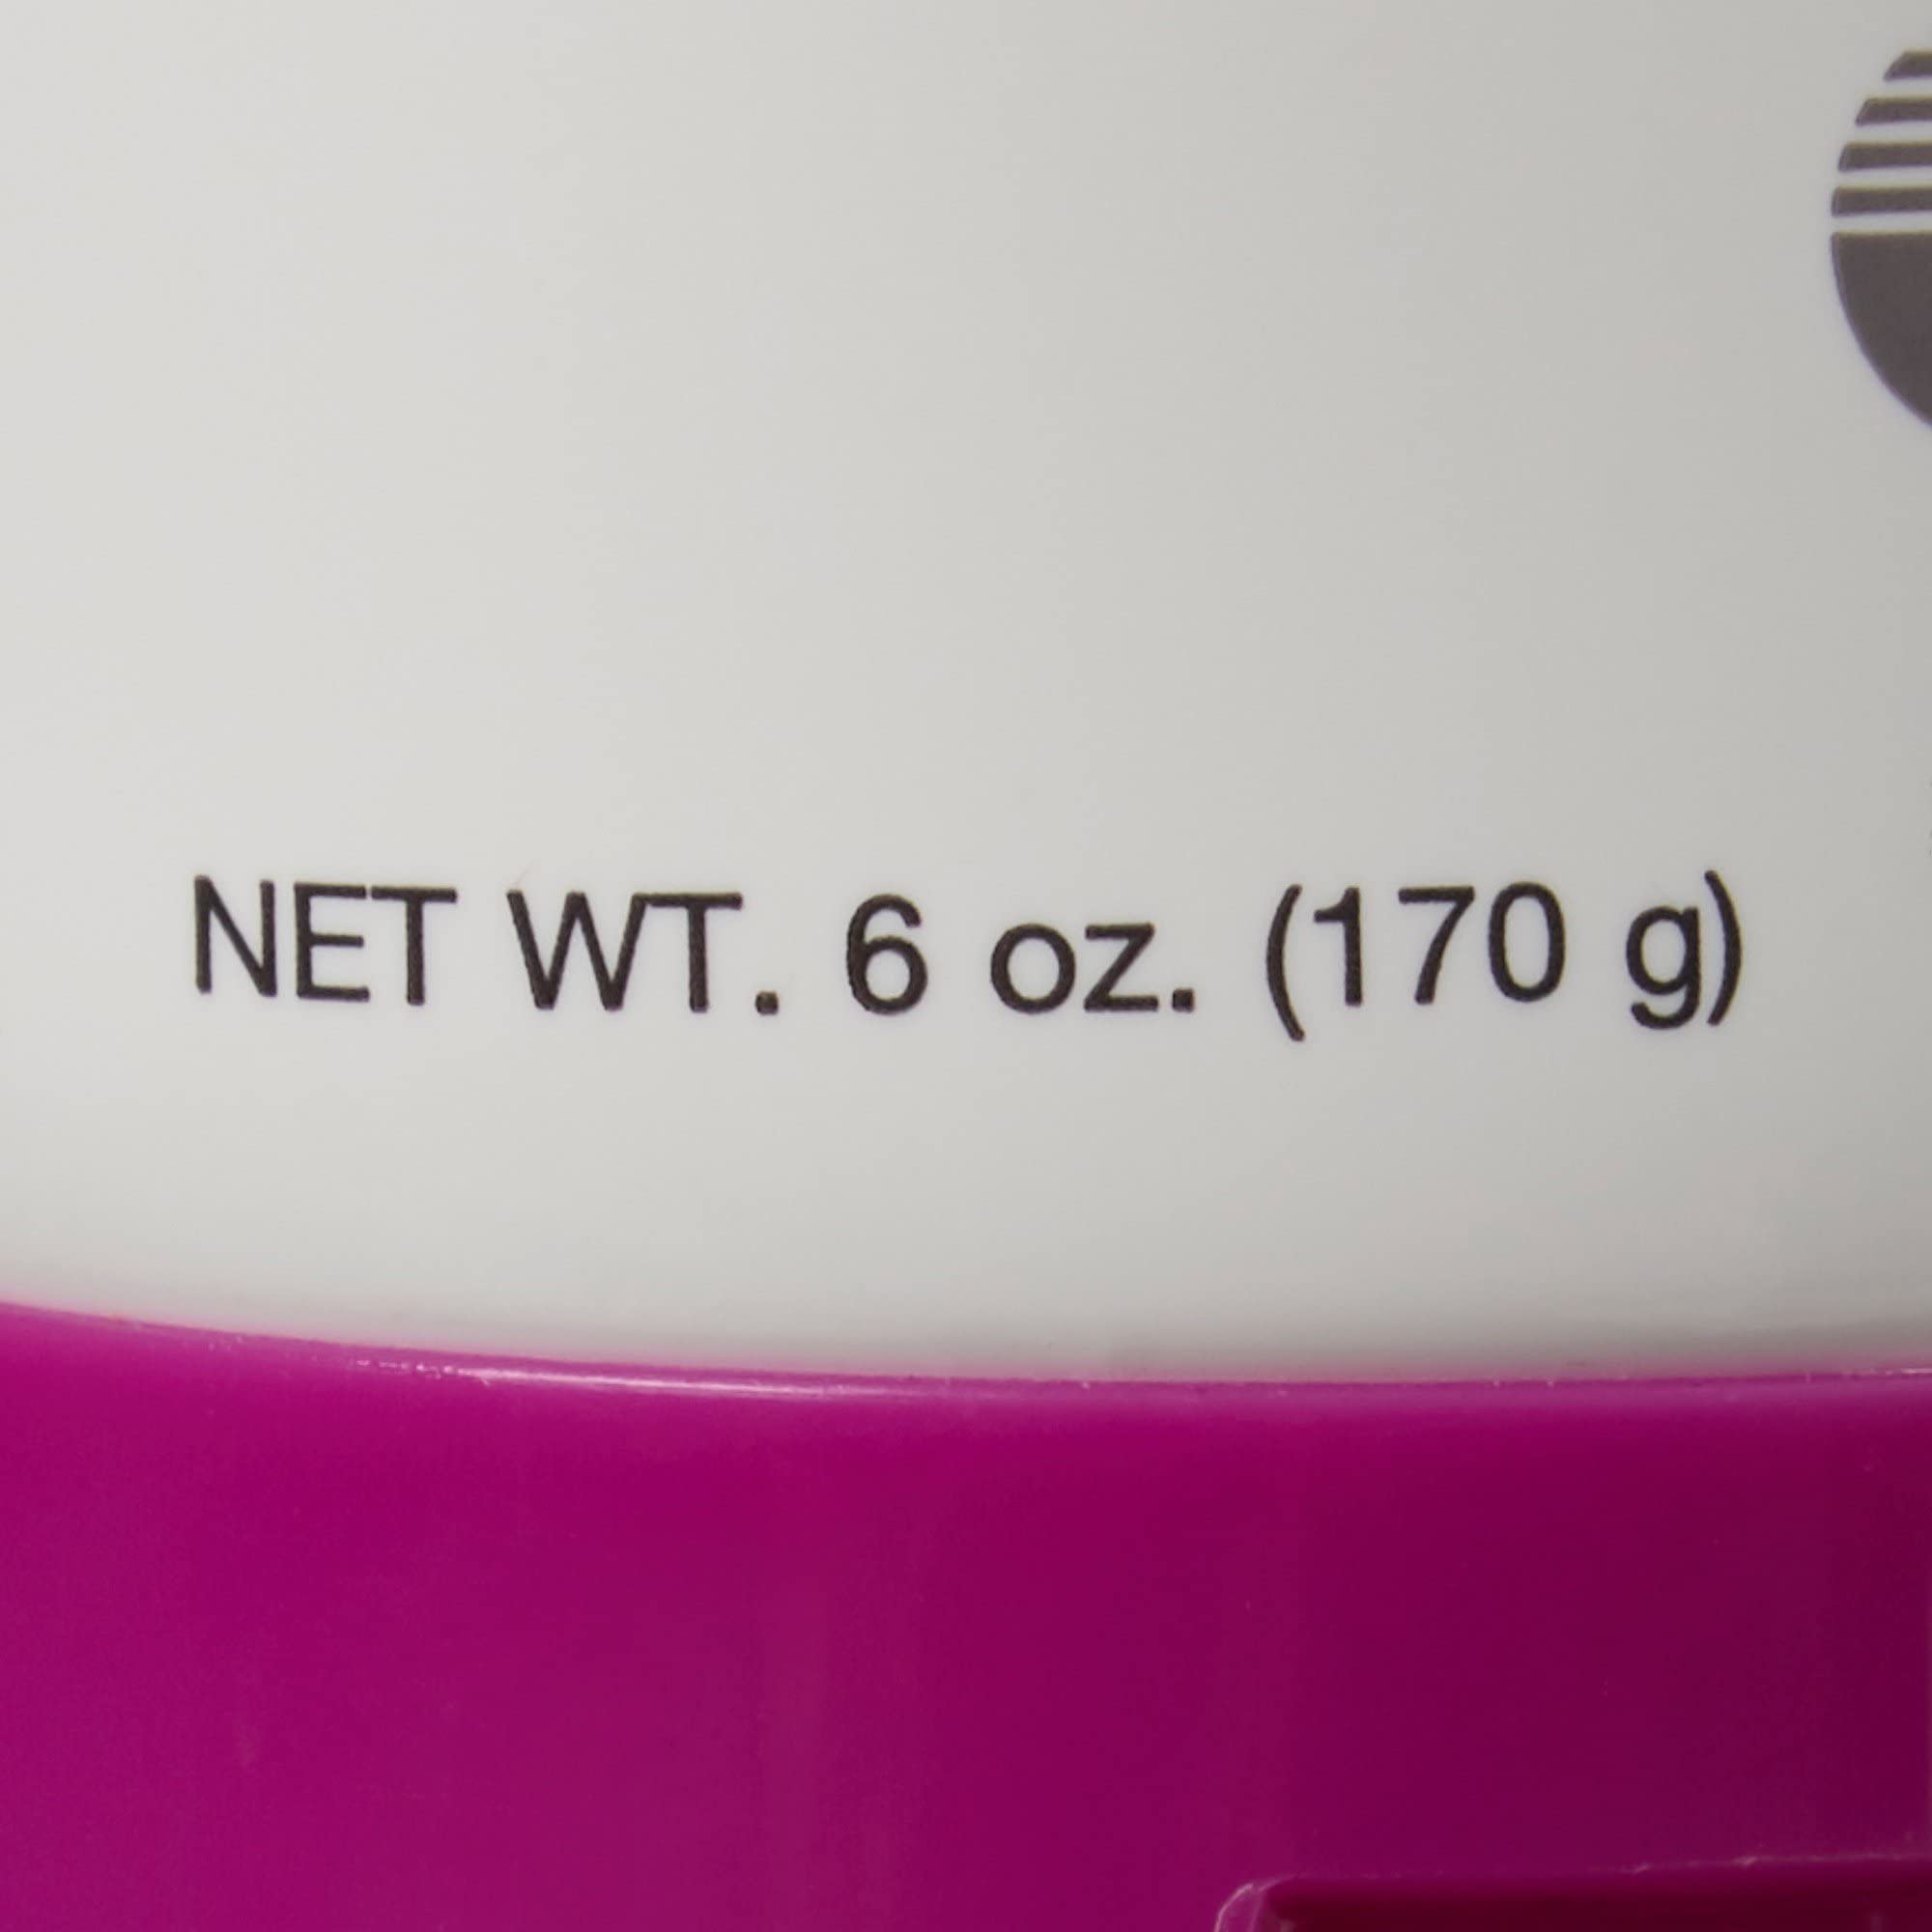 NET WT. 6 oz. (170 g)